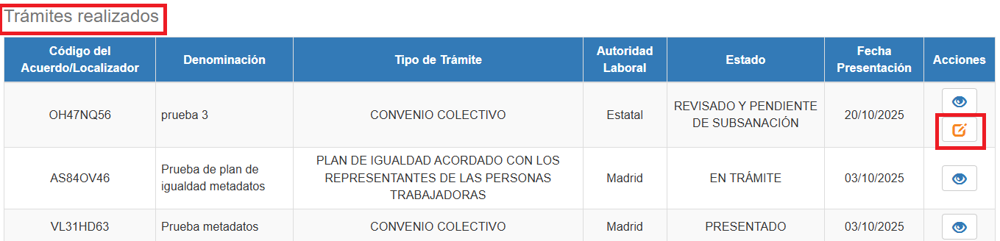 Trámites realizados
Código del Acuerdo/Localizador Denominación Tipo de Trámite Autoridad Laboral Estado Fecha Presentación Acciones
OH47NQ56 prueba 3 CONVENIO COLECTIVO Estatal REVISADO Y PENDIENTE DE SUBSANACIÓN 20/10/2025
AS84OV46 Prueba de plan de igualdad metadatos PLAN DE IGUALDAD ACORDADO CON LOS REPRESENTANTES DE LAS PERSONAS TRABAJADORAS Madrid EN TRÁMITE 03/10/2025
VL31HD63 Prueba metadatos CONVENIO COLECTIVO Madrid PRESENTADO 03/10/2025